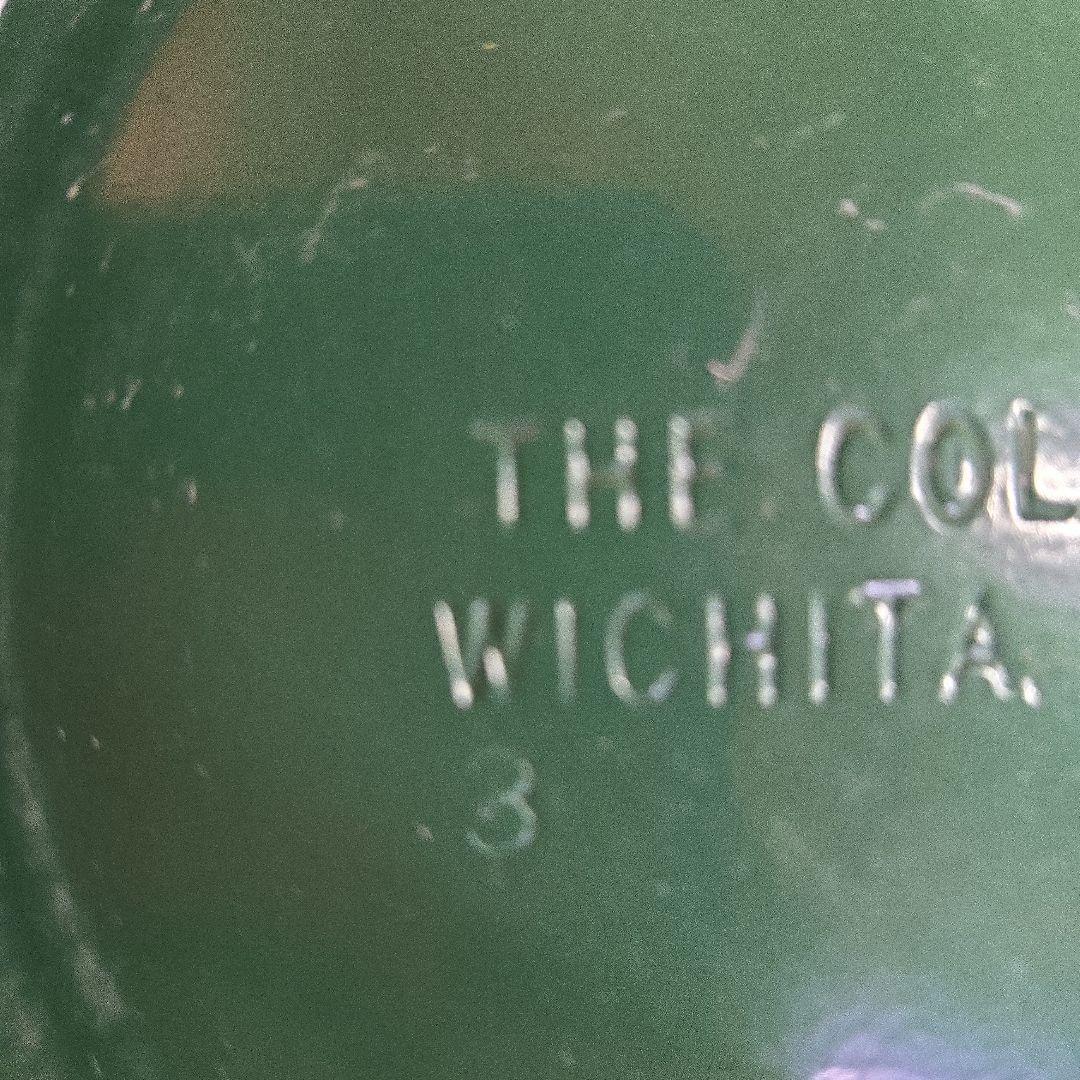 THE COL
WICHITA,
3